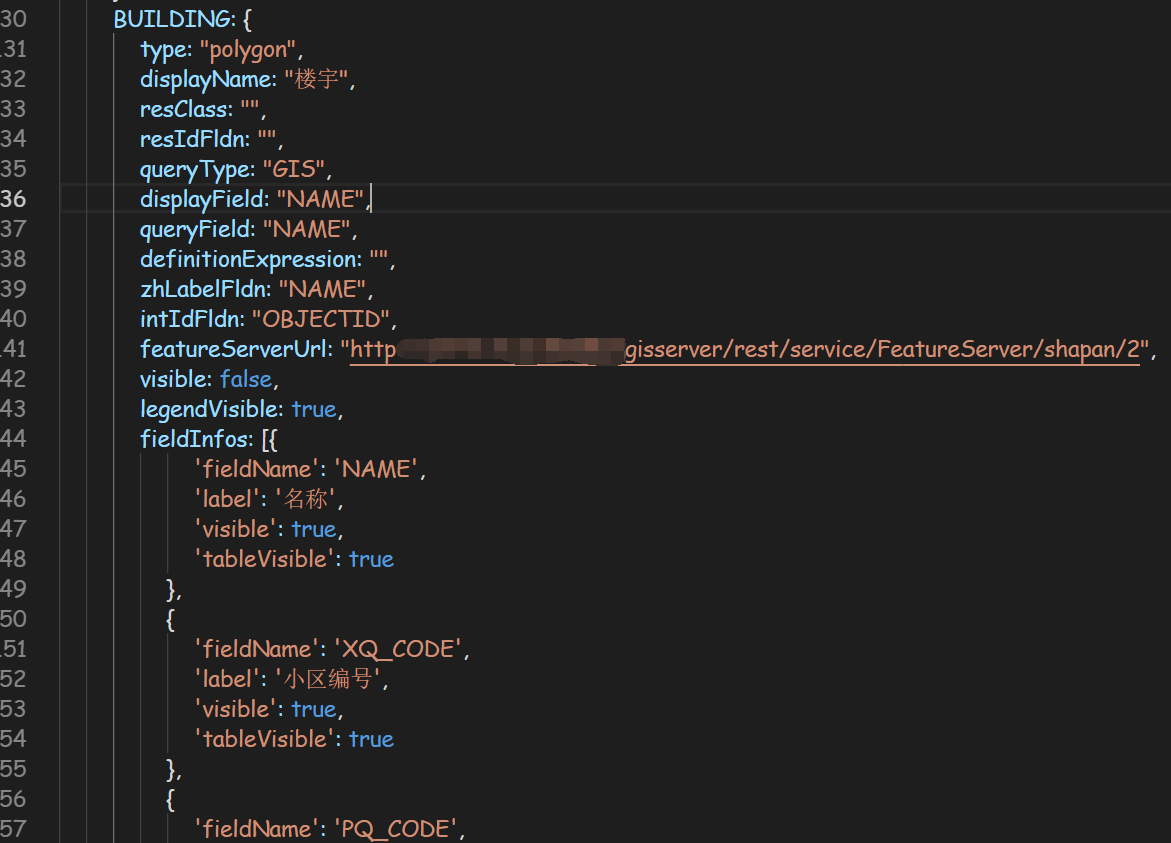 30 BUILDING: {
31 type: "polygon",
32 displayName: "楼宇",
33 resClass: "",
34 resIdFldn: "",
35 queryType: "GIS",
36 displayField: "NAME",
37 queryField: "NAME",
38 definitionExpression: "",
39 zhLabelFldn: "NAME",
40 intIdFldn: "OBJECTID",
41 featureServerUrl: "http gisserver/rest/service/FeatureServer/shapan/2",
42 visible: false,
43 legendVisible: true,
44 fieldInfos: [{
45 'fieldName': 'NAME',
46 'label': '名称',
47 'visible': true,
48 'tableVisible': true
49 },
50 {
51 'fieldName': 'XQ_CODE',
52 'label': '小区编号',
53 'visible': true,
54 'tableVisible': true
55 },
56 {
57 'fieldName': 'PQ_CODE',